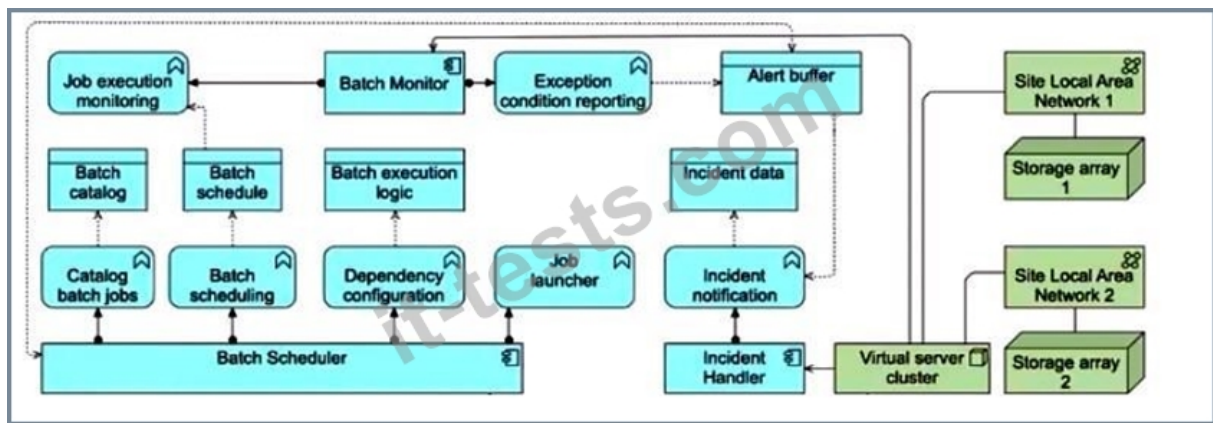 Job execution
monitoring
Batch Monitor
Exception
condition reporting
Alert buffer
Site Local Area
Network 1
Batch
catalog
Batch
schedule
Batch execution
logic
Incident data
Storage array
1
Catalog
batch jobs
Batch
scheduling
Dependency
configuration
Job
launcher
Incident
notification
Site Local Area
Network 2
Batch Scheduler
Incident
Handler
Virtual server
cluster
Storage array
2
it-tests.com